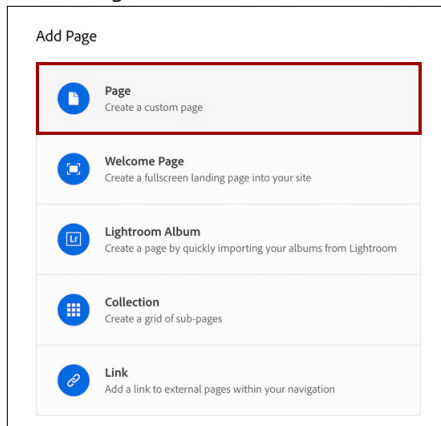 Add Page
Page
Create a custom page
Welcome Page
Create a fullscreen landing page into your site
Lr
Lightroom Album
Create a page by quickly importing your albums from Lightroom
Collection
Create a grid of sub-pages
Link
Add a link to external pages within your navigation